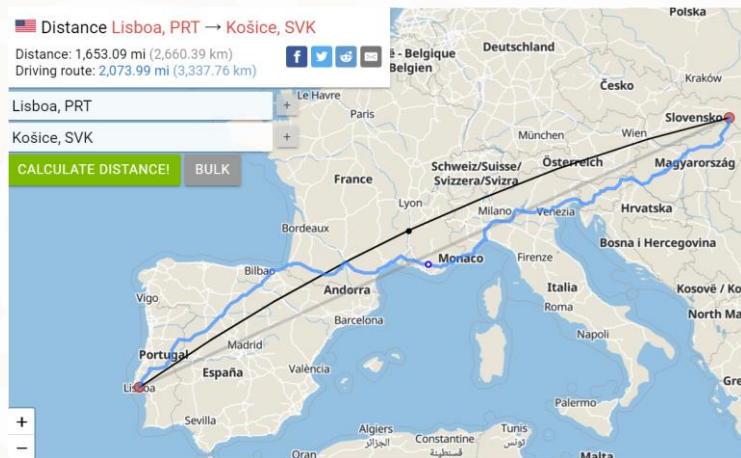 Distance Lisboa, PRT → Košice, SVK
Distance: 1,653.09 mi (2,660.39 km)
Driving route: 2,073.99 mi (3,337.76 km)
Lisboa, PRT
+
Košice, SVK
+
CALCULATE DISTANCE!
BULK
Polska
ë - Belgique
Belgien
Deutschland
Kraków
Česko
Le Havre
Paris
Slovensko
München
Wien
Schweiz/Suisse/
Svizzera/Svizra
Österreich
Magyarország
France
Lyon
Milano
Venezia
Hrvatska
Bordeaux
Bosna i Hercegovina
Bilbao
Monaco
Firenze
Vigo
Andorra
Italia
Kosovë / Ko
Roma
North Ma
Barcelona
Napoli
Portugal
Madrid
Lisboa
España
València
Gre
Palermo
Sevilla
+
−
Algiers
الجزائر
Constantine
قسنطينة
Tunis
تونس
Oran
Malta